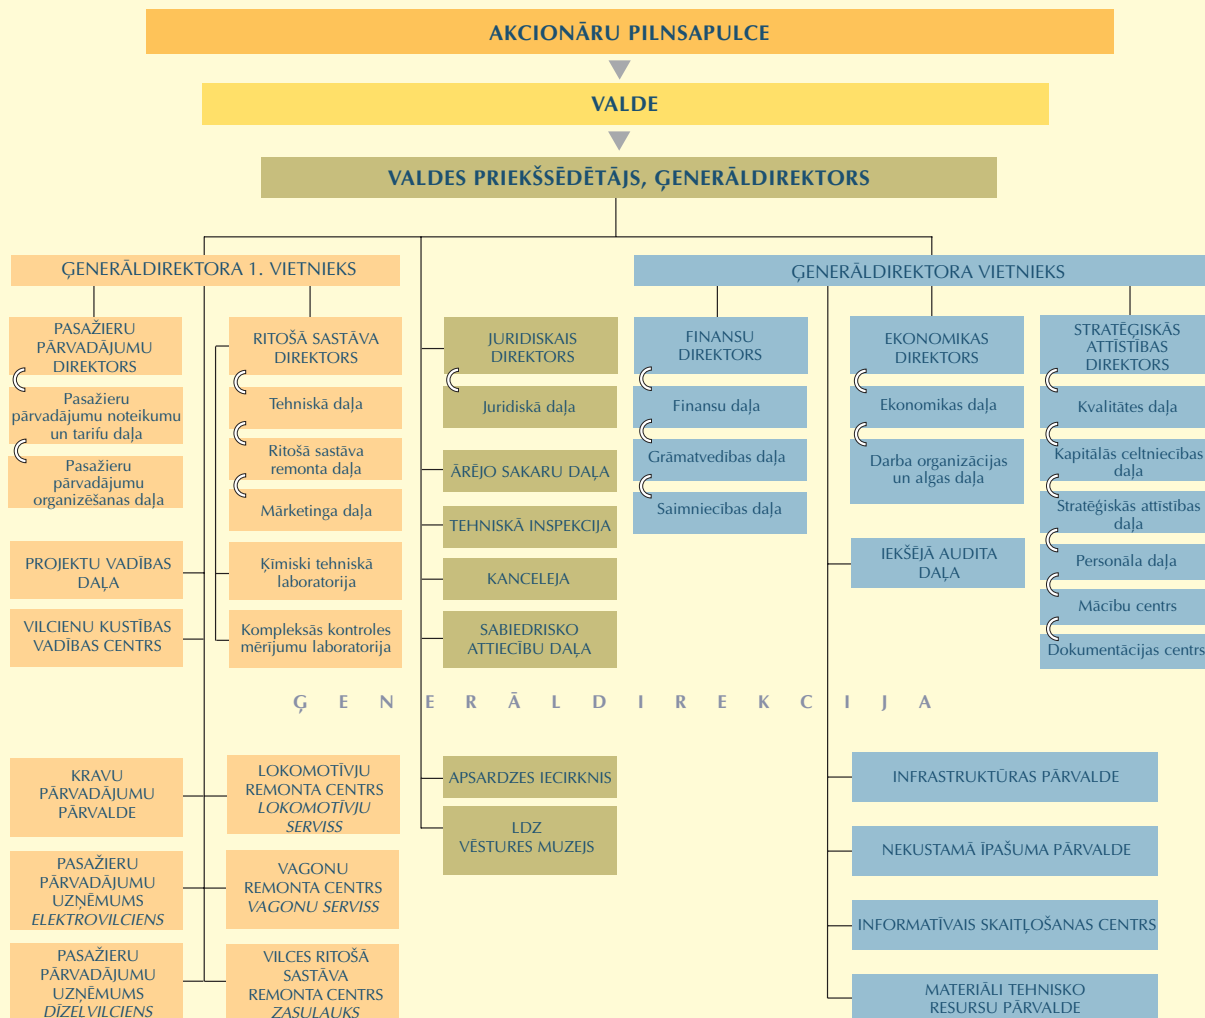 AKCIONĀRU PILNSAPULCE
VALDE
VALDES PRIEKŠSĒDĒTĀJS, ĢENERĀLDIREKTORS
ĢENERĀLDIREKTORA 1. VIETNIEKS
PASAŽIERU
PĀRVADĀJUMU
DIREKTORS
Pasažieru
pārvadājumu noteikumu
un tarifu daļa
Pasažieru
pārvadājumu
organizēšanas daļa
PROJEKTU VADĪBAS
DAĻA
VILCIENU KUSTĪBAS
VADĪBAS CENTRS
RITOŠĀ SASTĀVA
DIREKTORS
Tehniskā daļa
Ritošā sastāva
remonta daļa
Mārketinga daļa
Ķīmiski tehniskā
laboratorija
Kompleksās kontroles
mērījumu laboratorija
JURIDISKAIS
DIREKTORS
Juridiskā daļa
ĀRĒJO SAKARU DAĻA
TEHNISKĀ INSPEKCIJA
KANCELEJA
SABIEDRISKO
ATTIECĪBU DAĻA
ĢENERĀLDIREKTORA VIETNIEKS
FINANSU
DIREKTORS
Finansu daļa
Grāmatvedības daļa
Saimniecības daļa
EKONOMIKAS
DIREKTORS
Ekonomikas daļa
Darba organizācijas
un algas daļa
IEKŠĒJĀ AUDITA
DAĻA
STRATĒĢISKĀS
ATTĪSTĪBAS
DIREKTORS
Kvalitātes daļa
Kapitālās celtniecības
daļa
Stratēģiskās attīstības
daļa
Personāla daļa
Mācību centrs
Dokumentācijas centrs
Ģ E N E R Ā L D I R E K C I J A
KRAVU
PĀRVADĀJUMU
PĀRVALDE
PASAŽIERU
PĀRVADĀJUMU
UZŅĒMUMS
ELEKTROVILCIENS
PASAŽIERU
PĀRVADĀJUMU
UZŅĒMUMS
DĪZEĻVILCIENS
LOKOMOTĪVJU
REMONTA CENTRS
LOKOMOTĪVJU
SERVISS
VAGONU
REMONTA CENTRS
VAGONU SERVISS
VILCES RITOŠĀ
SASTĀVA
REMONTA CENTRS
ZASULAUKS
APSARDZES IECIRKNIS
LDZ
VĒSTURES MUZEJS
INFRASTRUKTŪRAS PĀRVALDE
NEKUSTAMĀ ĪPAŠUMA PĀRVALDE
INFORMATĪVAIS SKAITĻOŠANAS CENTRS
MATERIĀLI TEHNISKO
RESURSU PĀRVALDE